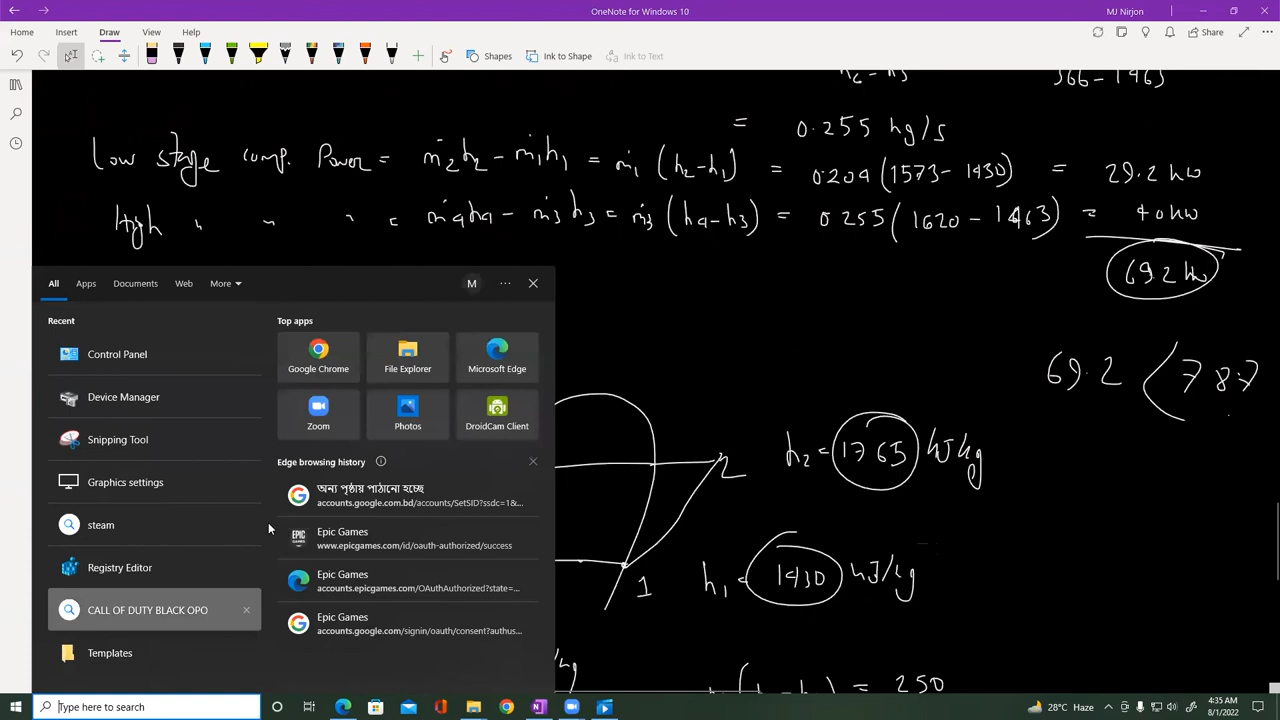 OneNote for Windows 10
MJ Nirjon
Home
Insert
Draw
View
Help
Share
Shapes
Ink to Shape
Ink to Text
366-1463
= 0.255 kg/s
Low stage comp. Power = ṁ2h2 - ṁ1h1 = ṁ1 (h2-h1) = 0.204 (1573-1430) = 29.2 kw
High " " " = ṁ4h4 - ṁ3h3 = ṁ3 (h4-h3) = 0.255 (1620-1463) = 40 kw
69.2 kw
69.2 < 78.7
2
h2 = 1765 kJ/kg
1
h1 = 1430 kJ/kg
= 250
All
Apps
Documents
Web
More
M
Recent
Control Panel
Device Manager
Snipping Tool
Graphics settings
steam
Registry Editor
CALL OF DUTY BLACK OPO
Templates
Top apps
Google Chrome
File Explorer
Microsoft Edge
Zoom
Photos
DroidCam Client
Edge browsing history
অন্য পৃষ্ঠায় পাঠানো হচ্ছে
accounts.google.com.bd/accounts/SetSID?ssdc=1&...
Epic Games
www.epicgames.com/id/oauth-authorized/success
Epic Games
accounts.epicgames.com/OAuthAuthorized?state=...
Epic Games
accounts.google.com/signin/oauth/consent?authus...
Type here to search
28°C Haze
4:35 AM
8/1/2022